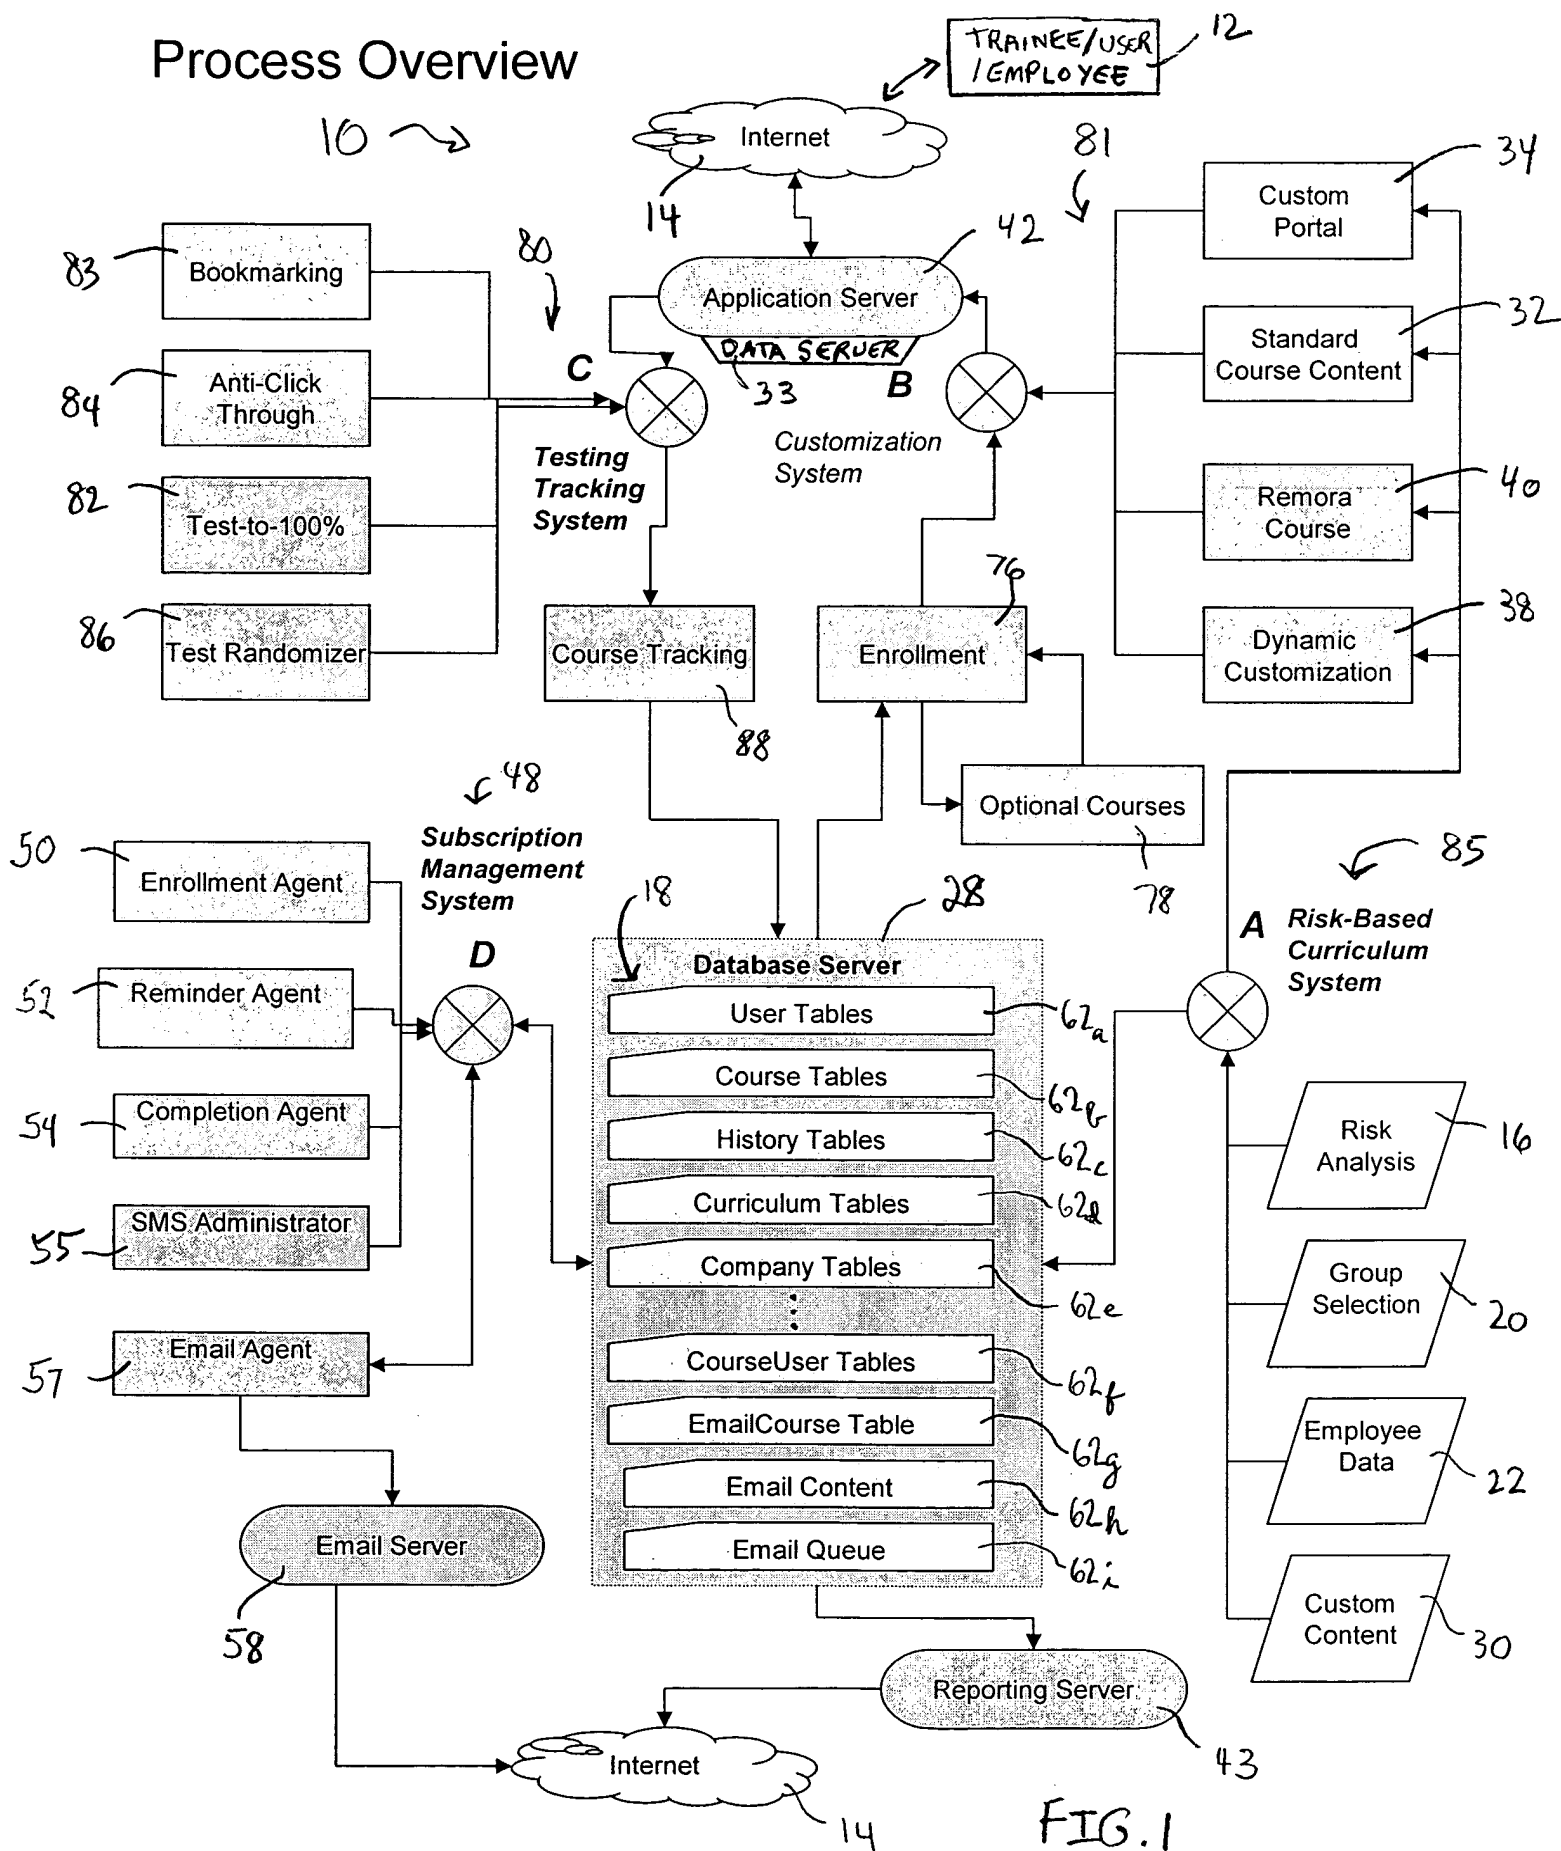 Process Overview
10
TRAINEE/USER
/EMPLOYEE
12
Internet
14
81
Custom
Portal
34
83
Bookmarking
80
42
Application Server
DATA SERVER
33
Standard
Course Content
32
84
Anti-Click
Through
C
B
Testing
Tracking
System
Customization
System
82
Test-to-100%
Remora
Course
40
86
Test Randomizer
Course Tracking
88
76
Enrollment
Dynamic
Customization
38
Optional Courses
78
48
Subscription
Management
System
D
50
Enrollment Agent
52
Reminder Agent
54
Completion Agent
55
SMS Administrator
57
Email Agent
18
28
Database Server
User Tables
62a
Course Tables
62b
History Tables
62c
Curriculum Tables
62d
Company Tables
62e
CourseUser Tables
62f
EmailCourse Table
62g
Email Content
62h
Email Queue
62i
85
A
Risk-Based
Curriculum
System
Risk
Analysis
16
Group
Selection
20
Employee
Data
22
Custom
Content
30
Email Server
58
Reporting Server
43
Internet
14
FIG. 1